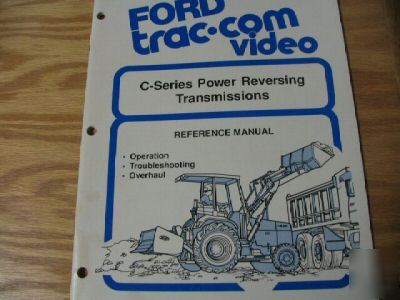 FORD
trac·com
video
C-Series Power Reversing
Transmissions
REFERENCE MANUAL
• Operation
• Troubleshooting
• Overhaul